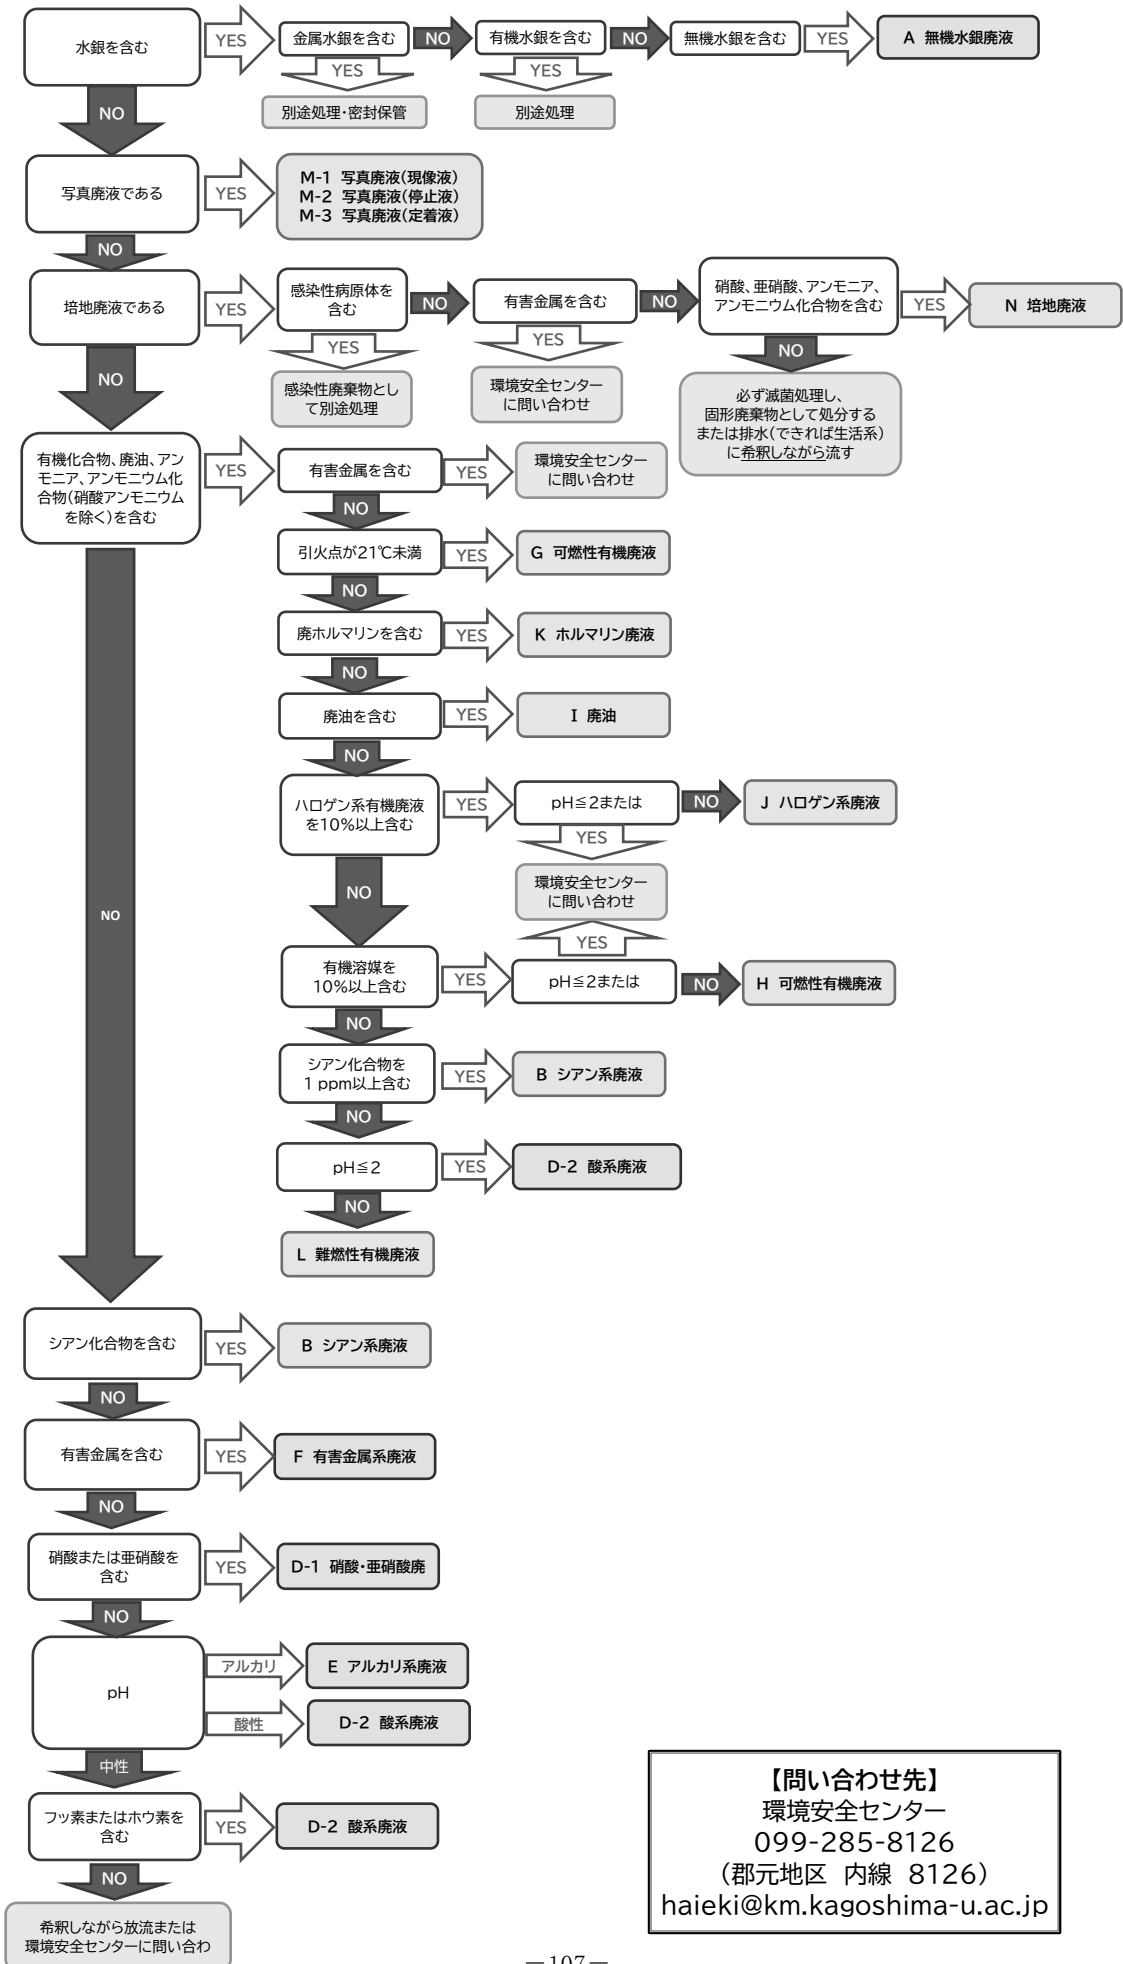 水銀を含む
YES
金属水銀を含む
NO
有機水銀を含む
NO
無機水銀を含む
YES
A 無機水銀廃液
YES
YES
別途処理・密封保管
別途処理
NO
写真廃液である
YES
M-1 写真廃液(現像液)
M-2 写真廃液(停止液)
M-3 写真廃液(定着液)
NO
培地廃液である
YES
感染性病原体を
含む
NO
有害金属を含む
NO
硝酸、亜硝酸、アンモニア、
アンモニウム化合物を含む
YES
N 培地廃液
YES
YES
NO
感染性廃棄物とし
て別途処理
環境安全センター
に問い合わせ
必ず滅菌処理し、
固形廃棄物として処分する
または排水(できれば生活系)
に希釈しながら流す
NO
有機化合物、廃油、アン
モニア、アンモニウム化
合物(硝酸アンモニウム
を除く)を含む
YES
有害金属を含む
YES
環境安全センター
に問い合わせ
NO
引火点が21℃未満
YES
G 可燃性有機廃液
NO
廃ホルマリンを含む
YES
K ホルマリン廃液
NO
廃油を含む
YES
I 廃油
NO
ハロゲン系有機廃液
を10%以上含む
YES
pH≦2または
NO
J ハロゲン系廃液
YES
環境安全センター
に問い合わせ
NO
YES
有機溶媒を
10%以上含む
YES
pH≦2または
NO
H 可燃性有機廃液
NO
シアン化合物を
1 ppm以上含む
YES
B シアン系廃液
NO
pH≦2
YES
D-2 酸系廃液
NO
L 難燃性有機廃液
NO
シアン化合物を含む
YES
B シアン系廃液
NO
有害金属を含む
YES
F 有害金属系廃液
NO
硝酸または亜硝酸を
含む
YES
D-1 硝酸・亜硝酸廃
NO
pH
アルカリ
E アルカリ系廃液
酸性
D-2 酸系廃液
中性
フッ素またはホウ素を
含む
YES
D-2 酸系廃液
NO
希釈しながら放流または
環境安全センターに問い合わ
【問い合わせ先】
環境安全センター
099-285-8126
(郡元地区 内線 8126)
haieki@km.kagoshima-u.ac.jp
－107－